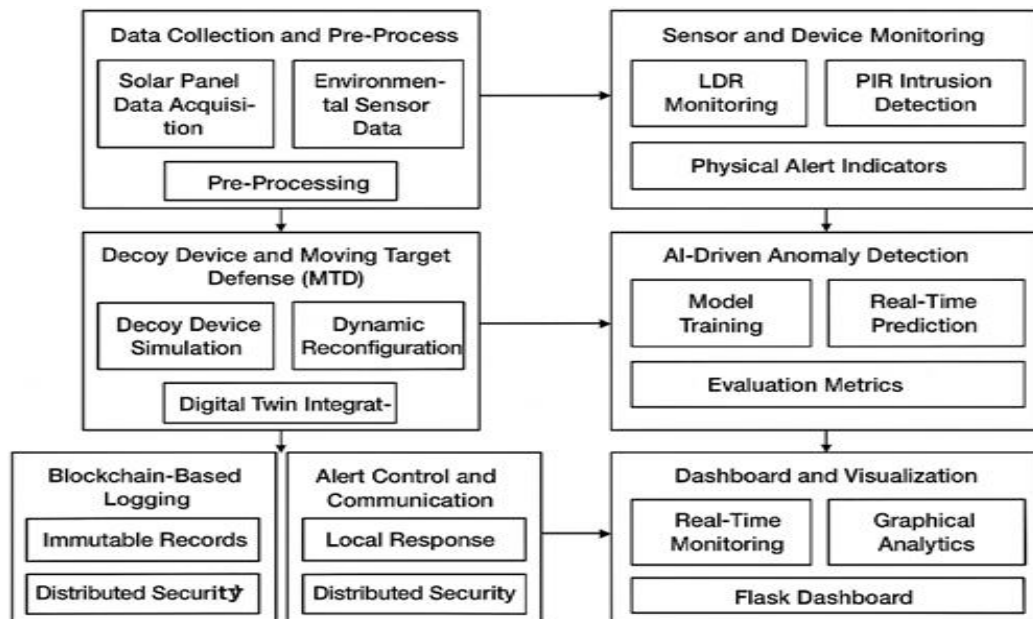 Data Collection and Pre-Process
Solar Panel
Data Acquisi-
tion
Environmen-
tal Sensor
Data
Pre-Processing
Sensor and Device Monitoring
LDR
Monitoring
PIR Intrusion
Detection
Physical Alert Indicators
Decoy Device and Moving Target
Defense (MTD)
Decoy Device
Simulation
Dynamic
Reconfiguration
Digital Twin Integrat-
AI-Driven Anomaly Detection
Model
Training
Real-Time
Prediction
Evaluation Metrics
Blockchain-Based
Logging
Immutable Records
Distributed Security
Alert Control and
Communication
Local Response
Distributed Security
Dashboard and Visualization
Real-Time
Monitoring
Graphical
Analytics
Flask Dashboard